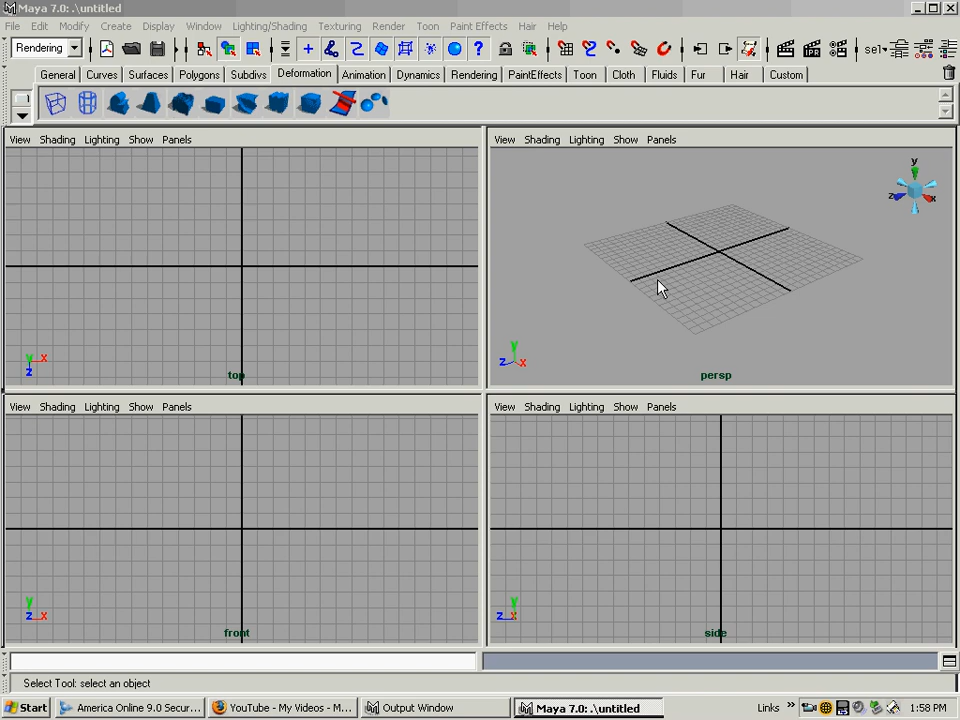 Maya 7.0: .\untitled
File Edit Modify Create Display Window Lighting/Shading Texturing Render Toon Paint Effects Hair Help
Rendering sel
General Curves Surfaces Polygons Subdivs Deformation Animation Dynamics Rendering PaintEffects Toon Cloth Fluids Fur Hair Custom
View Shading Lighting Show Panels
y
x
z
top
View Shading Lighting Show Panels
y
z
x
y
z
x
persp
View Shading Lighting Show Panels
y
z
x
front
View Shading Lighting Show Panels
y
z
x
side
Select Tool: select an object
Start America Online 9.0 Secur... YouTube - My Videos - M... Output Window Maya 7.0: .\untitled Links » 1:58 PM